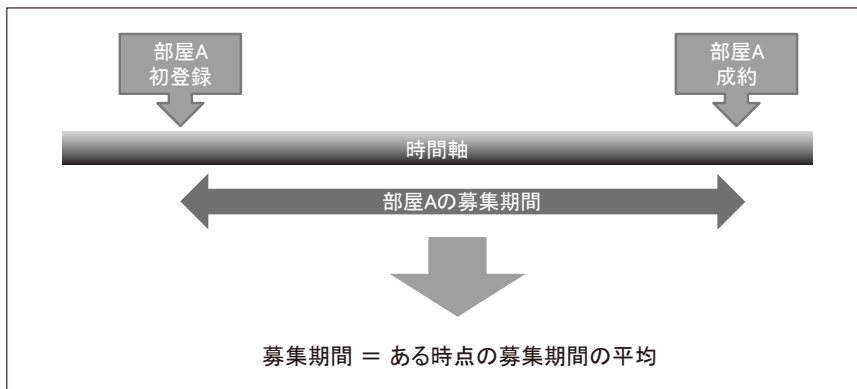 部屋A
初登録
部屋A
成約
時間軸
部屋Aの募集期間
募集期間 = ある時点の募集期間の平均